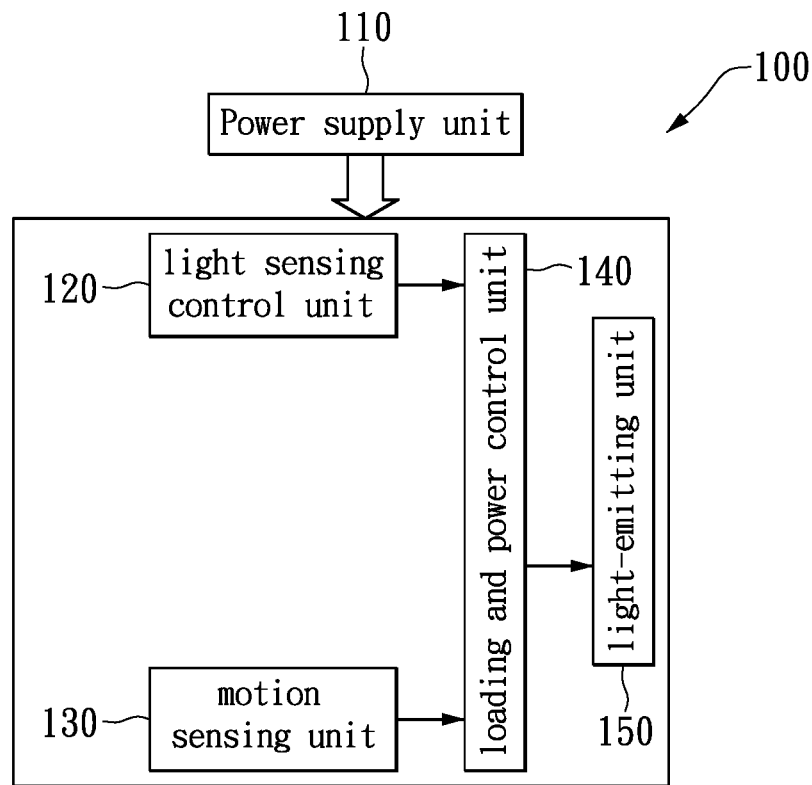 110
100
Power supply unit
light sensing
control unit
120
140
loading and power control unit
light-emitting unit
motion
sensing unit
130
150